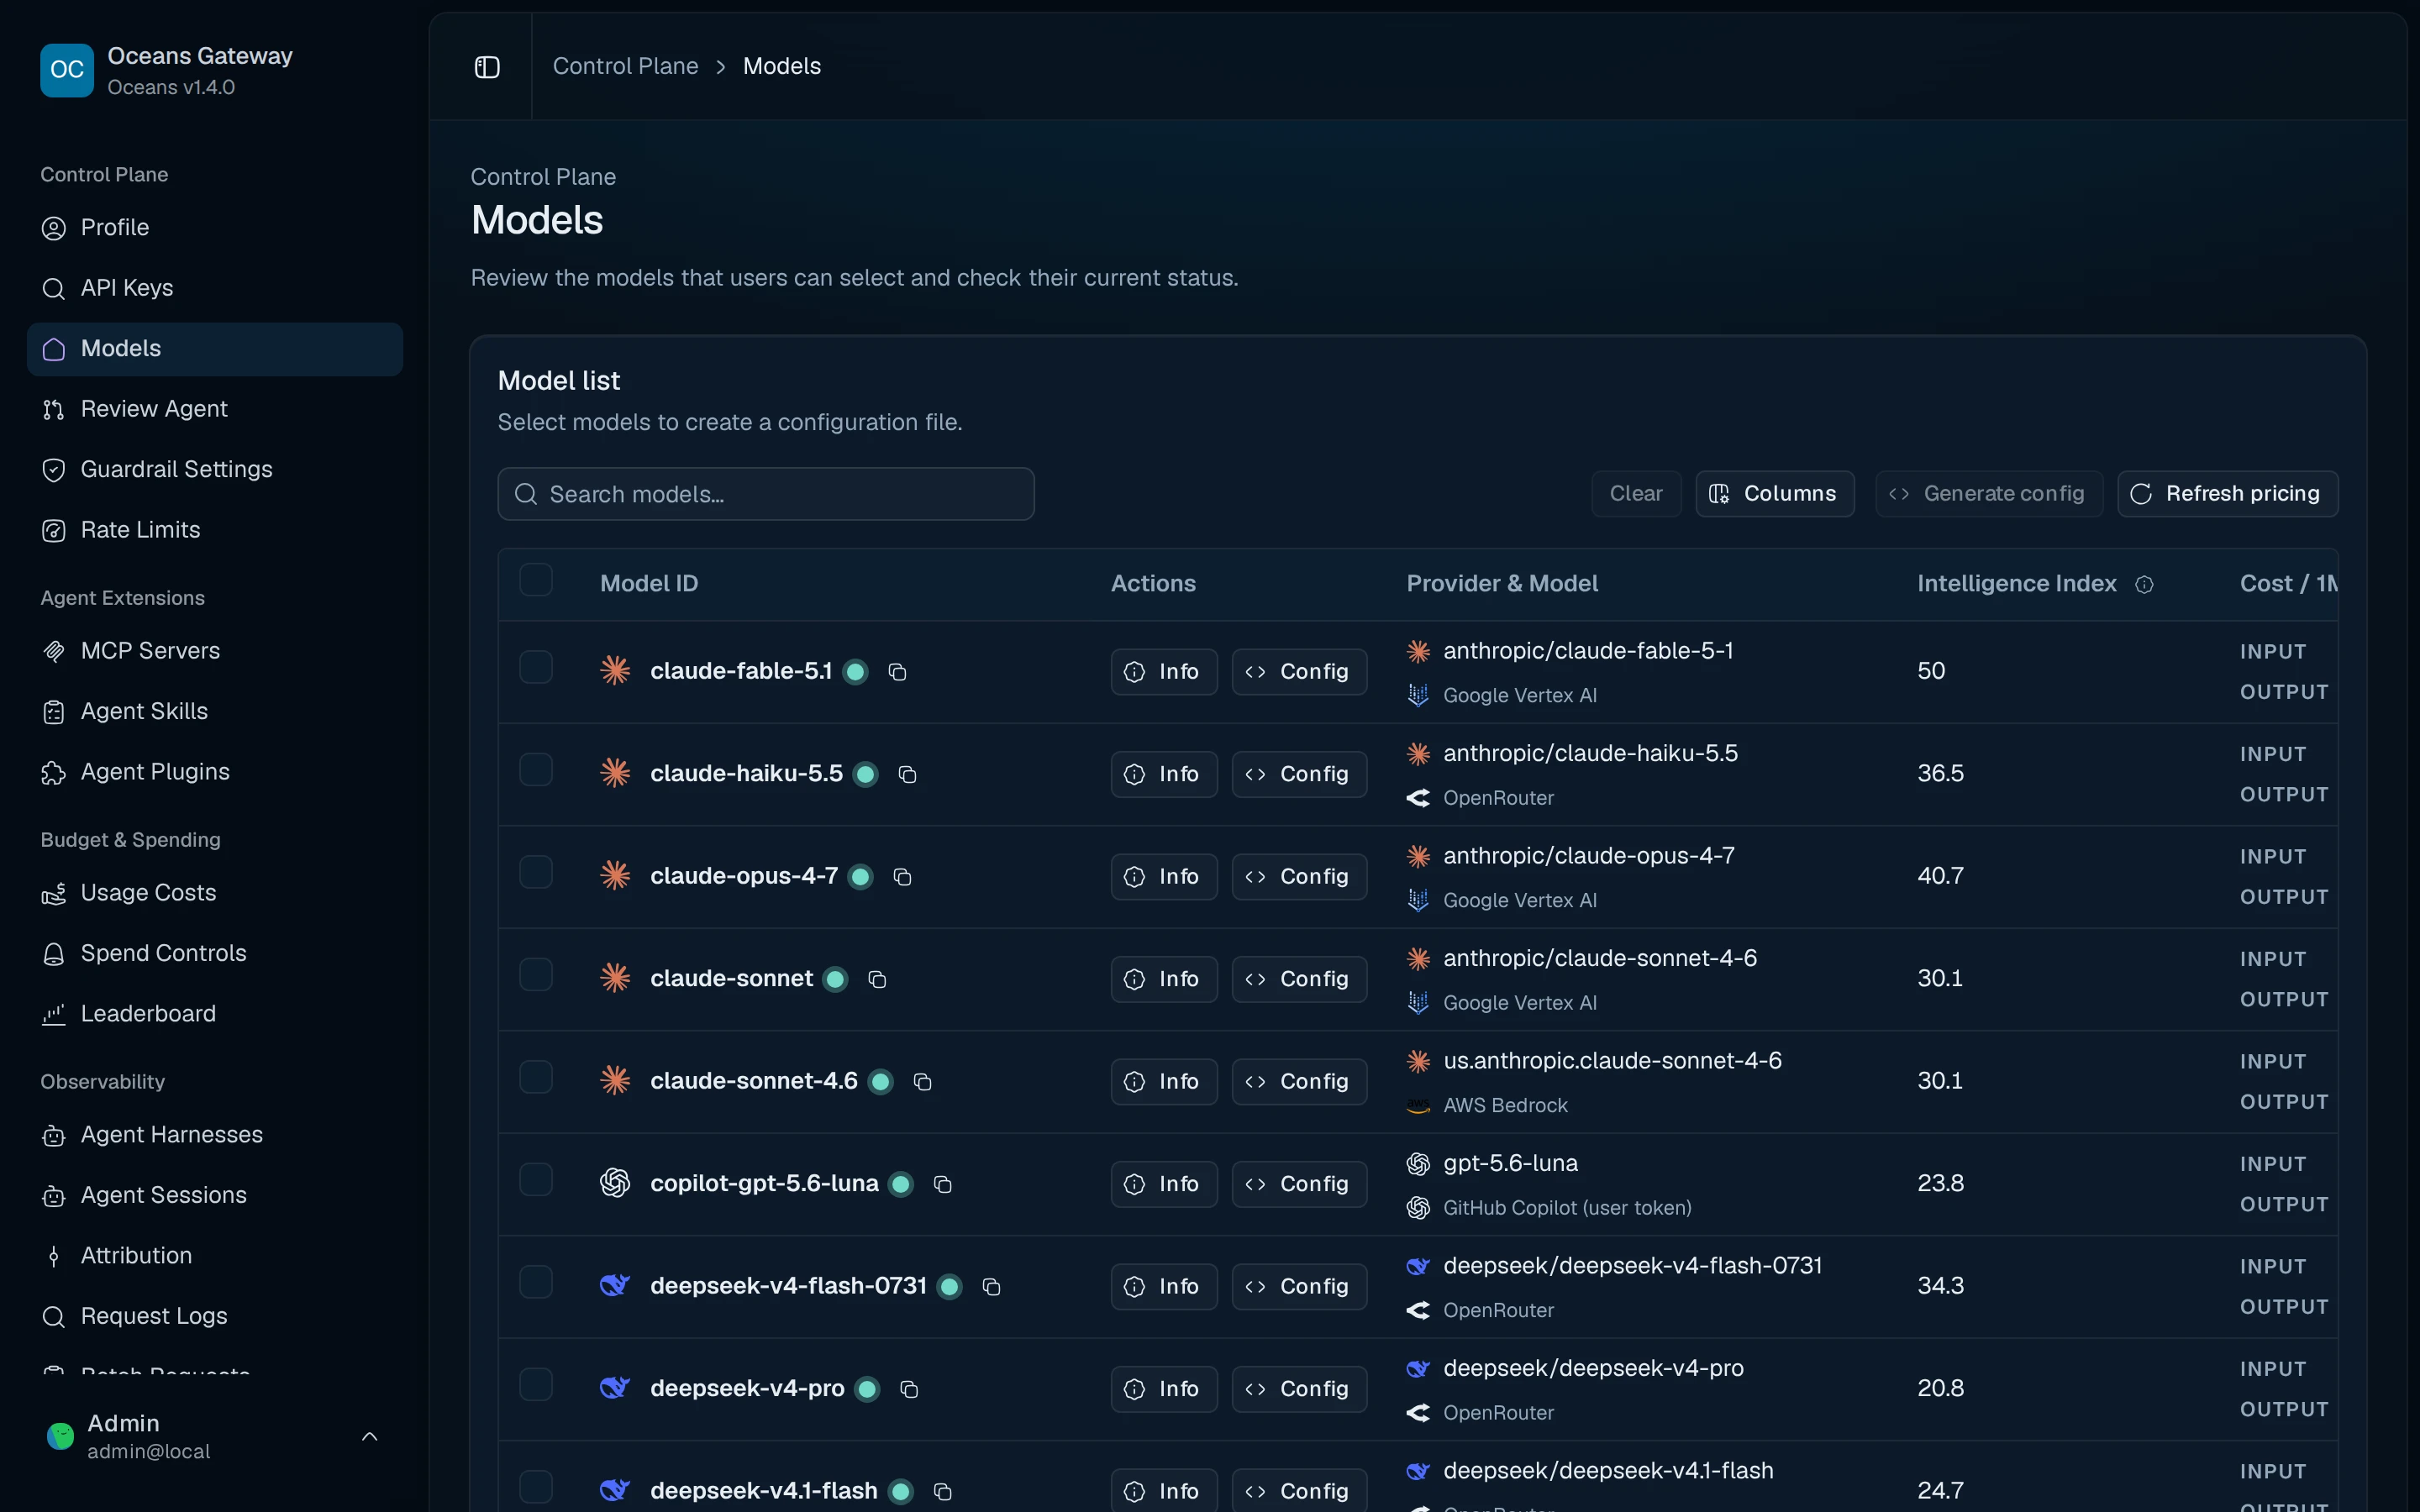 OC
Oceans Gateway
Oceans v1.4.0
Control Plane
Profile
API Keys
Models
Review Agent
Guardrail Settings
Rate Limits
Agent Extensions
MCP Servers
Agent Skills
Agent Plugins
Budget & Spending
Usage Costs
Spend Controls
Leaderboard
Observability
Agent Harnesses
Agent Sessions
Attribution
Request Logs
Admin
admin@local
Control Plane > Models
Control Plane
Models
Review the models that users can select and check their current status.
Model list
Select models to create a configuration file.
Search models...
Clear
Columns
Generate config
Refresh pricing
Model ID Actions Provider & Model Intelligence Index Cost /
claude-fable-5.1 Info Config anthropic/claude-fable-5-1 50 INPUT
Google Vertex AI OUTPUT
claude-haiku-5.5 Info Config anthropic/claude-haiku-5.5 36.5 INPUT
OpenRouter OUTPUT
claude-opus-4-7 Info Config anthropic/claude-opus-4-7 40.7 INPUT
Google Vertex AI OUTPUT
claude-sonnet Info Config anthropic/claude-sonnet-4-6 30.1 INPUT
Google Vertex AI OUTPUT
claude-sonnet-4.6 Info Config us.anthropic.claude-sonnet-4-6 30.1 INPUT
aws AWS Bedrock OUTPUT
copilot-gpt-5.6-luna Info Config gpt-5.6-luna 23.8 INPUT
GitHub Copilot (user token) OUTPUT
deepseek-v4-flash-0731 Info Config deepseek/deepseek-v4-flash-0731 34.3 INPUT
OpenRouter OUTPUT
deepseek-v4-pro Info Config deepseek/deepseek-v4-pro 20.8 INPUT
OpenRouter OUTPUT
deepseek-v4.1-flash Info Config deepseek/deepseek-v4.1-flash 24.7 INPUT